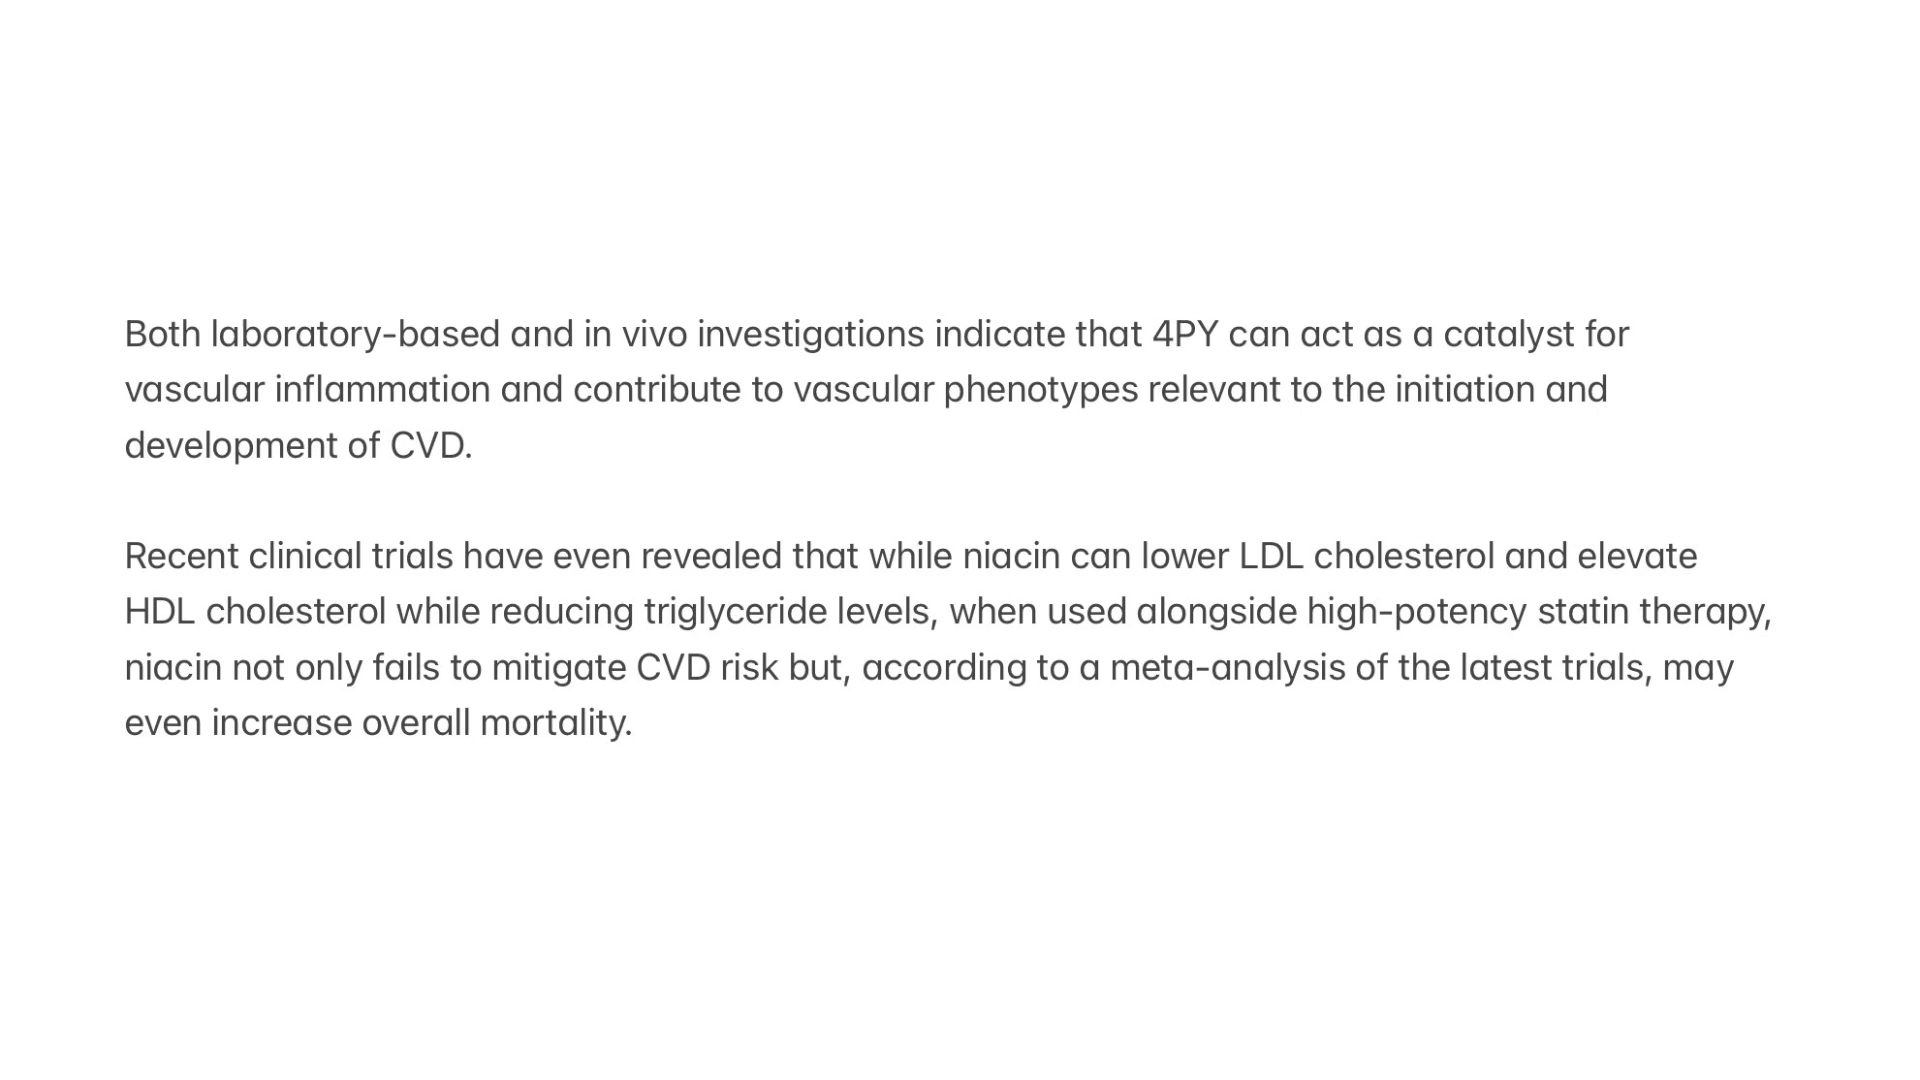 Both laboratory-based and in vivo investigations indicate that 4PY can act as a catalyst for
vascular inflammation and contribute to vascular phenotypes relevant to the initiation and
development of CVD.
Recent clinical trials have even revealed that while niacin can lower LDL cholesterol and elevate
HDL cholesterol while reducing triglyceride levels, when used alongside high-potency statin therapy,
niacin not only fails to mitigate CVD risk but, according to a meta-analysis of the latest trials, may
even increase overall mortality.